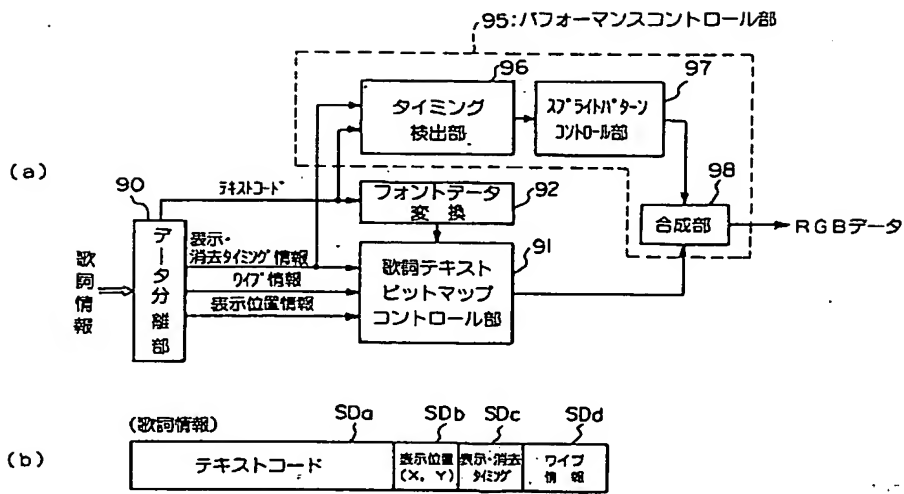 95:パフォーマンスコントロール部
96
97
タイミング
検出部
スプライトパターン
コントロール部
(a)
98
90
テキストコード
92
フォントデータ
変換
合成部
RGBデータ
表示・
消去タイミング情報
91
歌詞情報
データ分離部
ワイプ情報
表示位置情報
歌詞テキスト
ビットマップ
コントロール部
(歌詞情報)
SDa
SDb
SDc
SDd
(b)
テキストコード
表示位置
(X, Y)
表示・消去
タイミング
ワイプ
情報